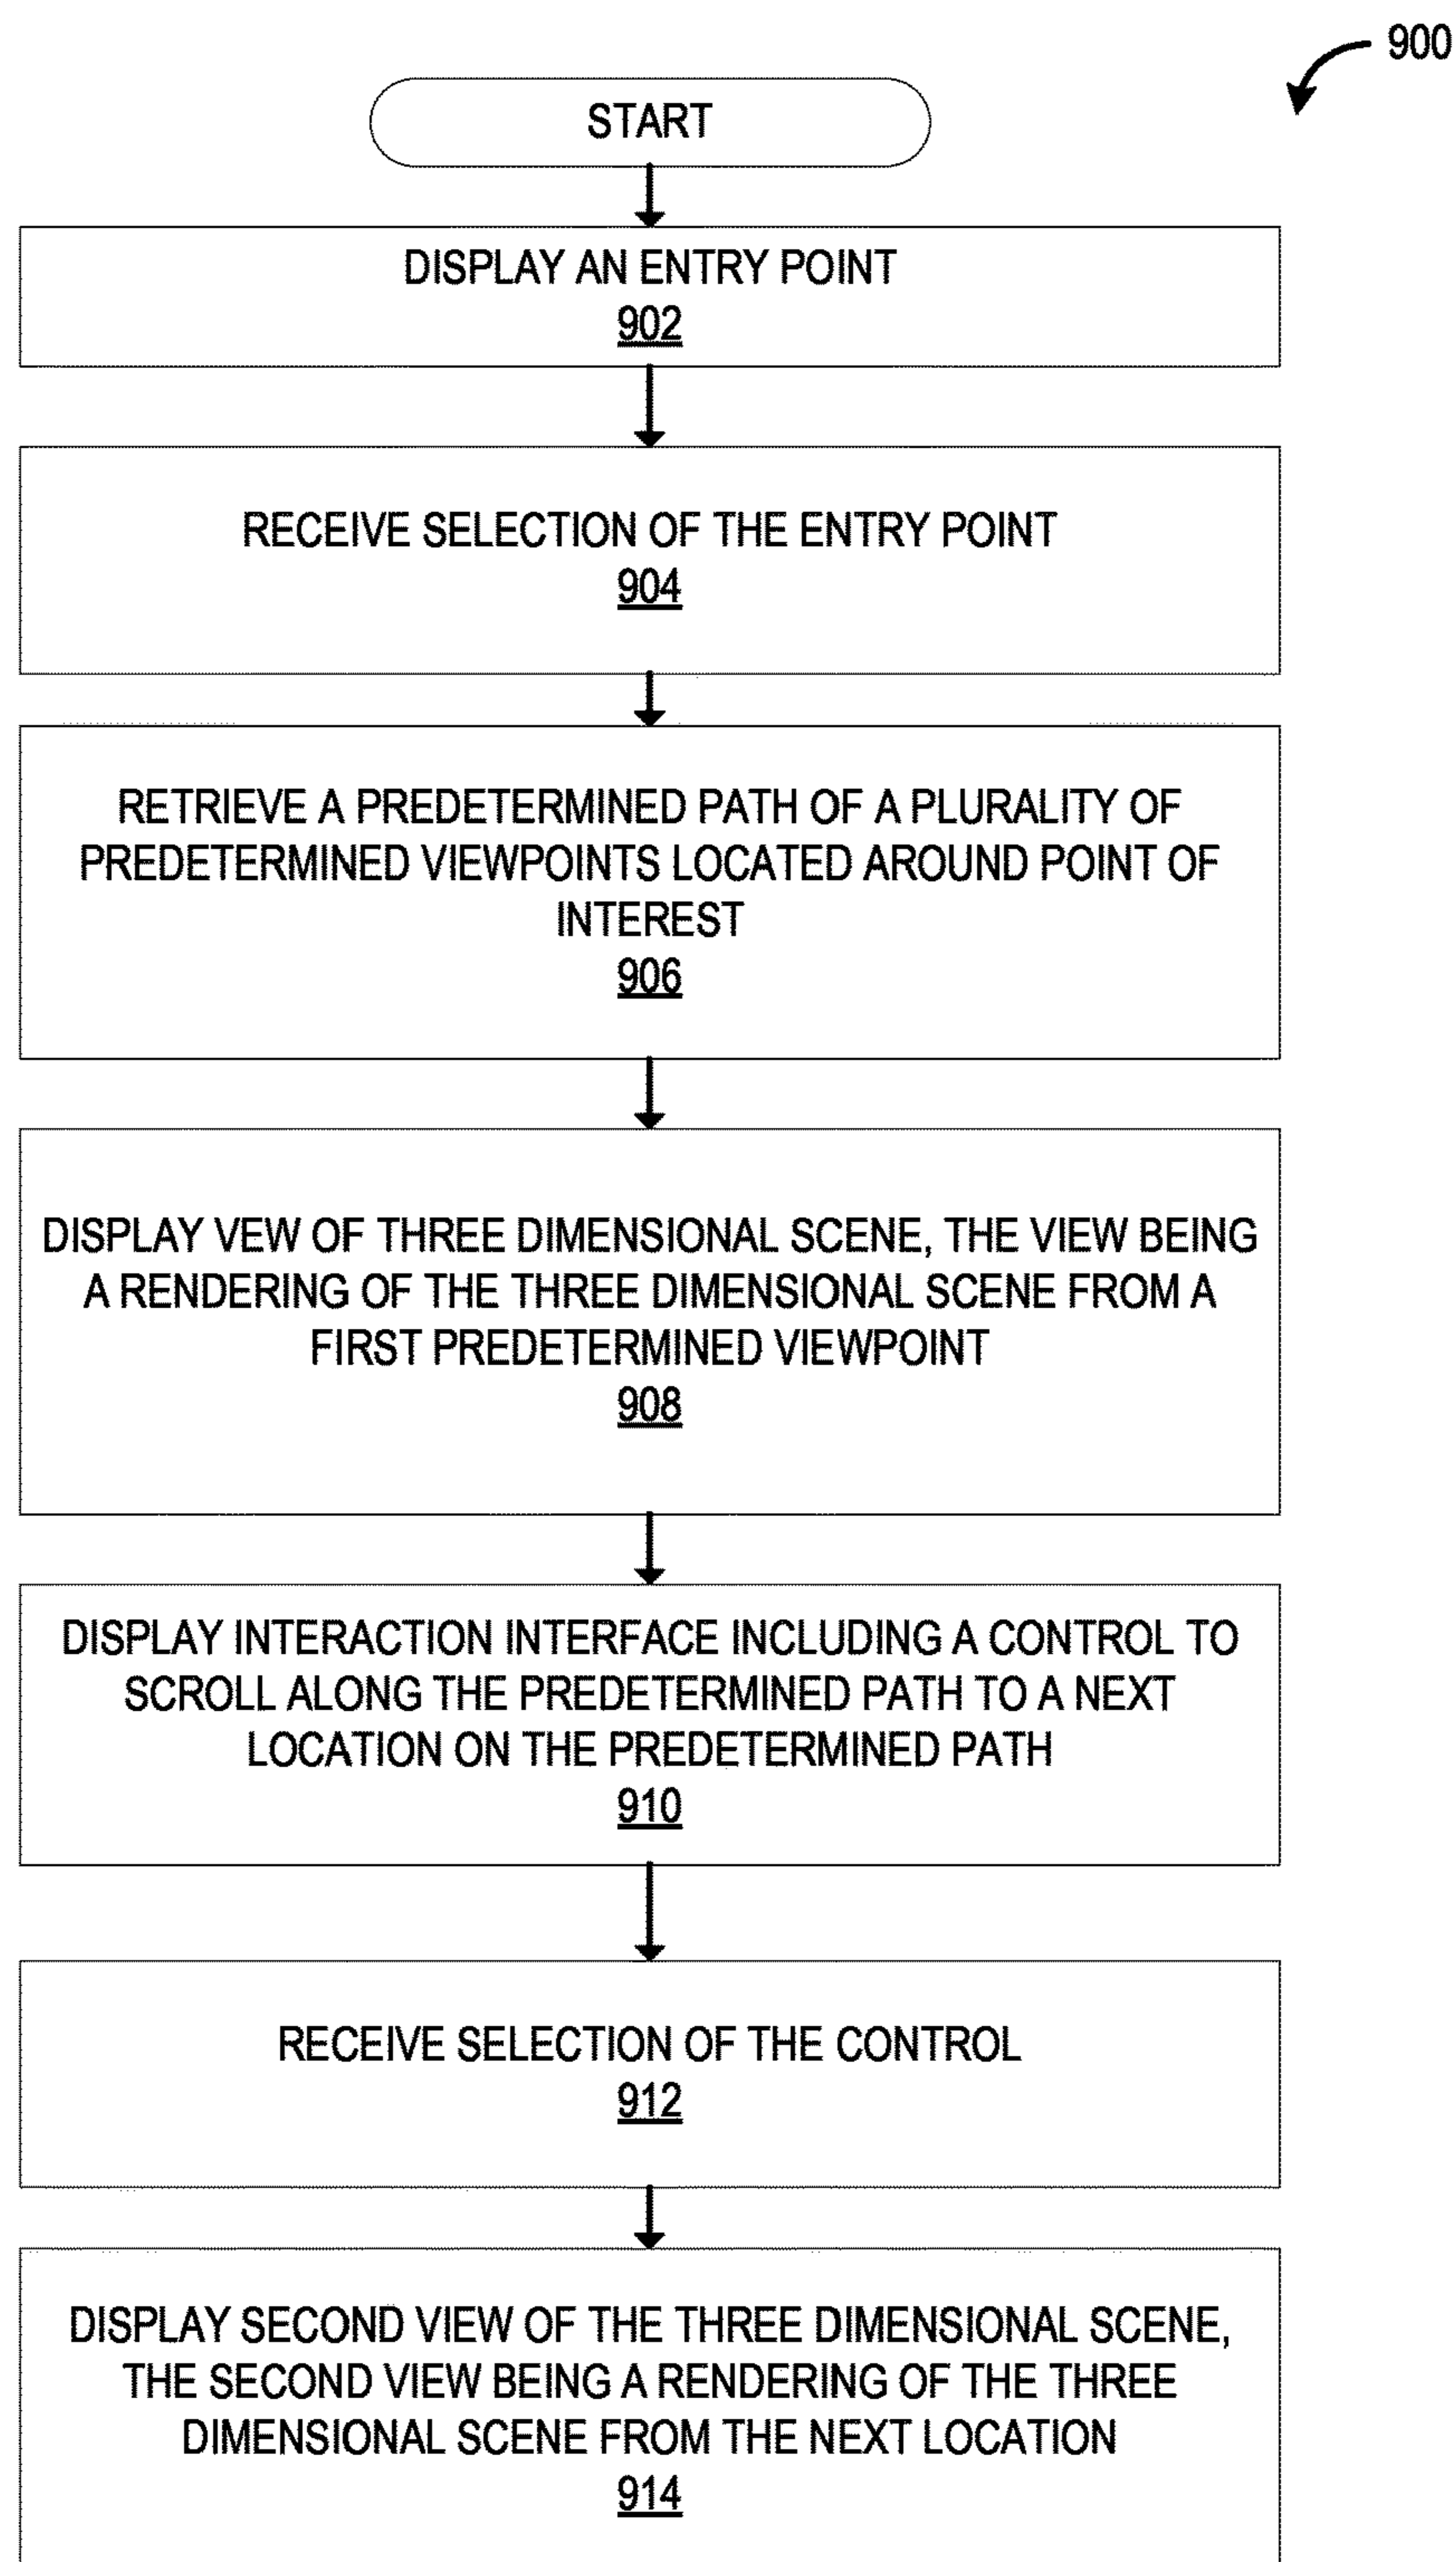 900
START
DISPLAY AN ENTRY POINT
902
RECEIVE SELECTION OF THE ENTRY POINT
904
RETRIEVE A PREDETERMINED PATH OF A PLURALITY OF
PREDETERMINED VIEWPOINTS LOCATED AROUND POINT OF
INTEREST
906
DISPLAY VEW OF THREE DIMENSIONAL SCENE, THE VIEW BEING
A RENDERING OF THE THREE DIMENSIONAL SCENE FROM A
FIRST PREDETERMINED VIEWPOINT
908
DISPLAY INTERACTION INTERFACE INCLUDING A CONTROL TO
SCROLL ALONG THE PREDETERMINED PATH TO A NEXT
LOCATION ON THE PREDETERMINED PATH
910
RECEIVE SELECTION OF THE CONTROL
912
DISPLAY SECOND VIEW OF THE THREE DIMENSIONAL SCENE,
THE SECOND VIEW BEING A RENDERING OF THE THREE
DIMENSIONAL SCENE FROM THE NEXT LOCATION
914